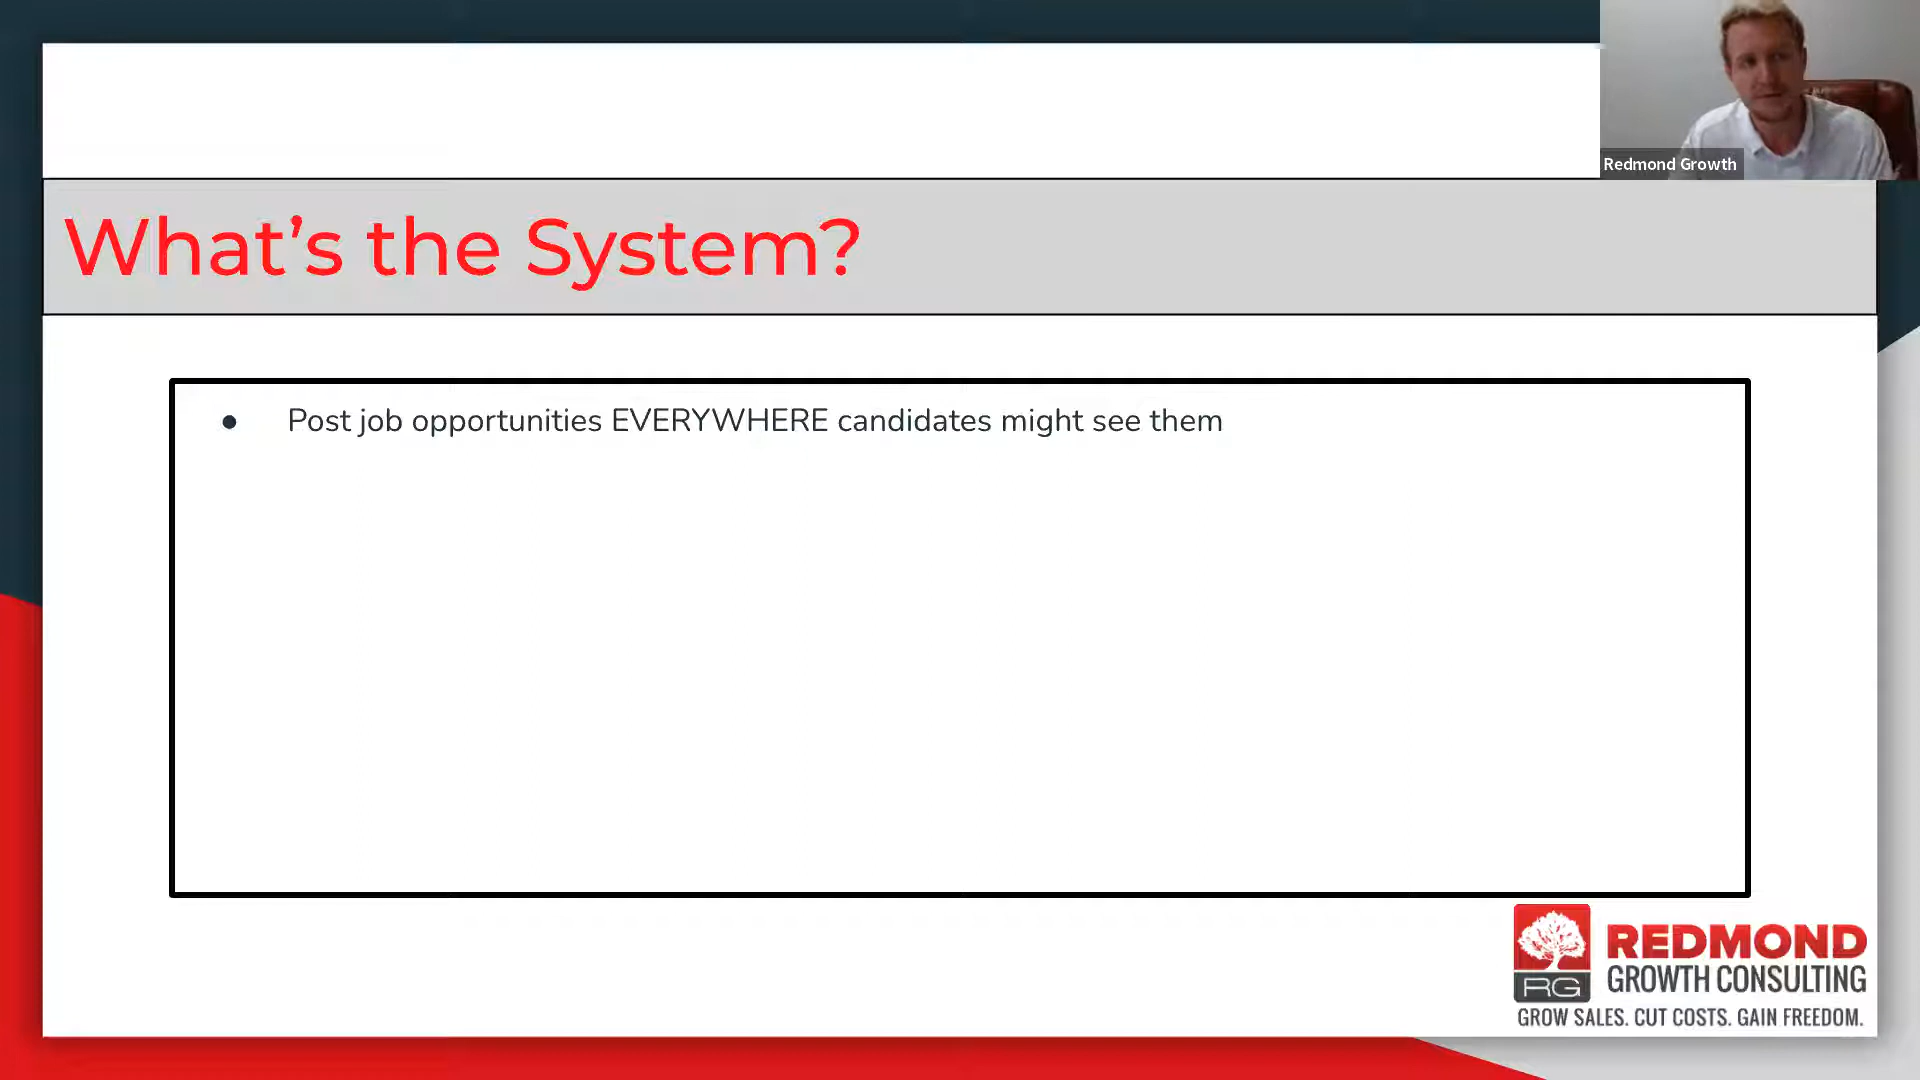 Redmond Growth
What's the System?
● Post job opportunities EVERYWHERE candidates might see them
RG
REDMOND
GROWTH CONSULTING
GROW SALES. CUT COSTS. GAIN FREEDOM.